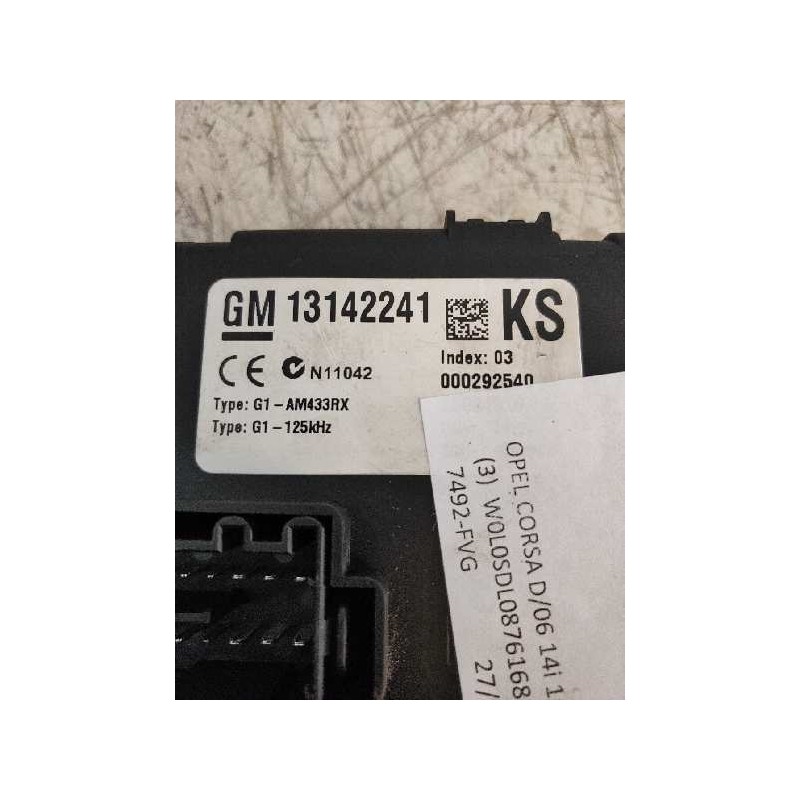 GM 13142241 KS
Index: 03
N11042
000292540
Type: G1-AM433RX
Type: G1-125kHz
OPEL CORSA D/06 14i 1
(3) W0L0SDL0876168
7492-FVG
27/